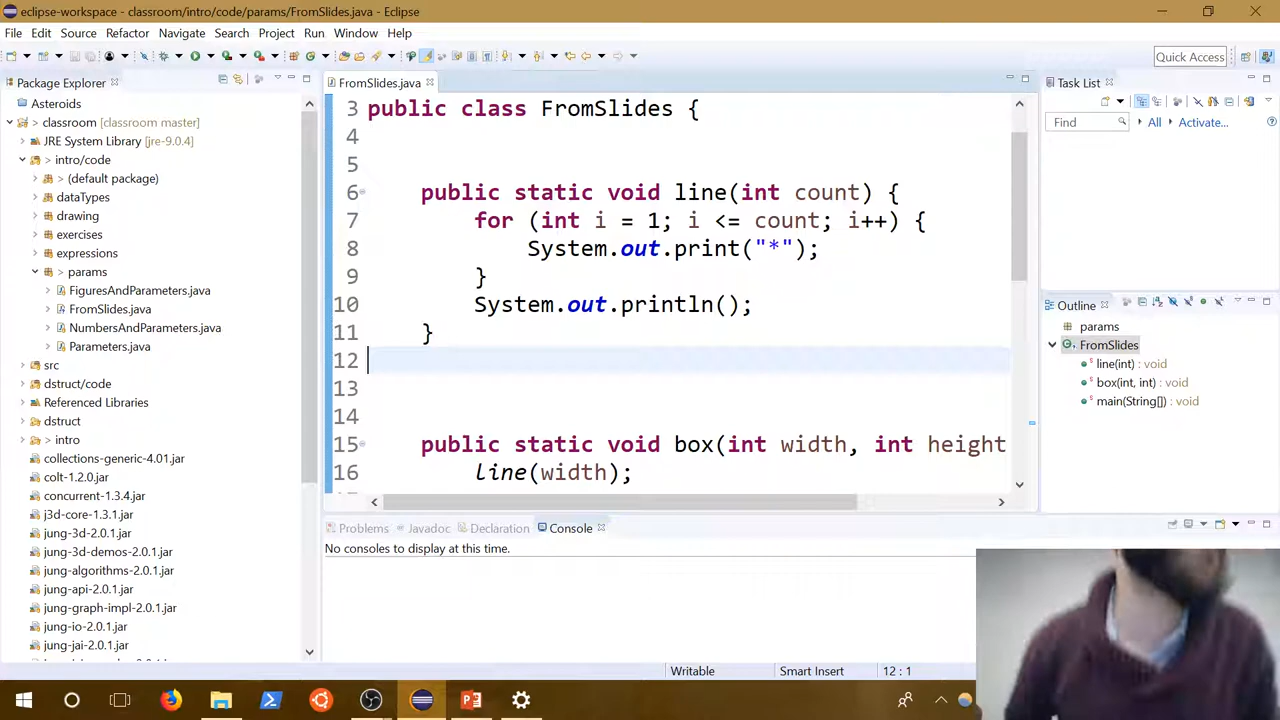 eclipse-workspace - classroom/intro/code/params/FromSlides.java - Eclipse
File Edit Source Refactor Navigate Search Project Run Window Help
Quick Access
Package Explorer
Asteroids
> classroom [classroom master]
JRE System Library [jre-9.0.4]
> intro/code
> (default package)
dataTypes
drawing
exercises
expressions
> params
FiguresAndParameters.java
FromSlides.java
NumbersAndParameters.java
Parameters.java
src
dstruct/code
Referenced Libraries
dstruct
> intro
collections-generic-4.01.jar
colt-1.2.0.jar
concurrent-1.3.4.jar
j3d-core-1.3.1.jar
jung-3d-2.0.1.jar
jung-3d-demos-2.0.1.jar
jung-algorithms-2.0.1.jar
jung-api-2.0.1.jar
jung-graph-impl-2.0.1.jar
jung-io-2.0.1.jar
jung-jai-2.0.1.jar
FromSlides.java
3 public class FromSlides {
4
5
6 public static void line(int count) {
7 for (int i = 1; i <= count; i++) {
8 System.out.print("*");
9 }
10 System.out.println();
11 }
12
13
14
15 public static void box(int width, int height
16 line(width);
Problems Javadoc Declaration Console
No consoles to display at this time.
Task List
Find All Activate...
Outline
params
FromSlides
line(int) : void
box(int, int) : void
main(String[]) : void
Writable Smart Insert 12 : 1